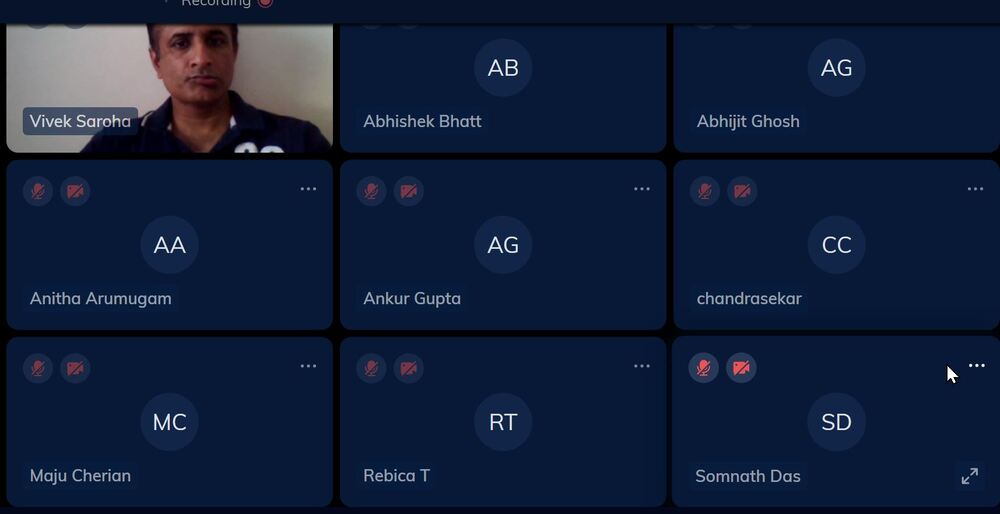 Recording
Vivek Saroha
AB
Abhishek Bhatt
AG
Abhijit Ghosh
AA
Anitha Arumugam
AG
Ankur Gupta
CC
chandrasekar
MC
Maju Cherian
RT
Rebica T
SD
Somnath Das